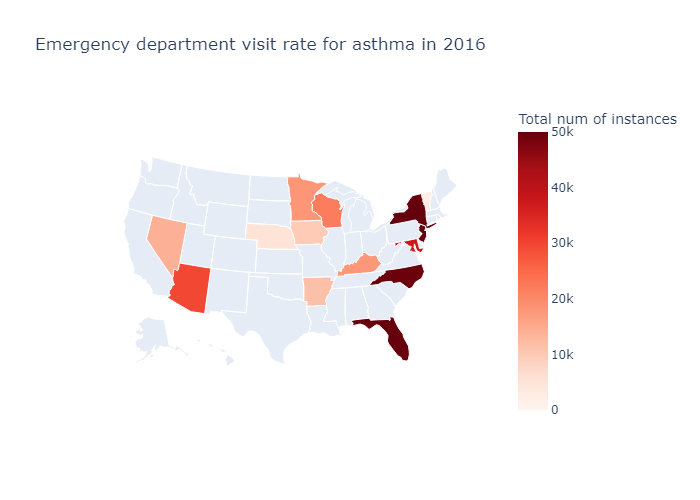 Emergency department visit rate for asthma in 2016
Total num of instances
50k
40k
30k
20k
10k
0